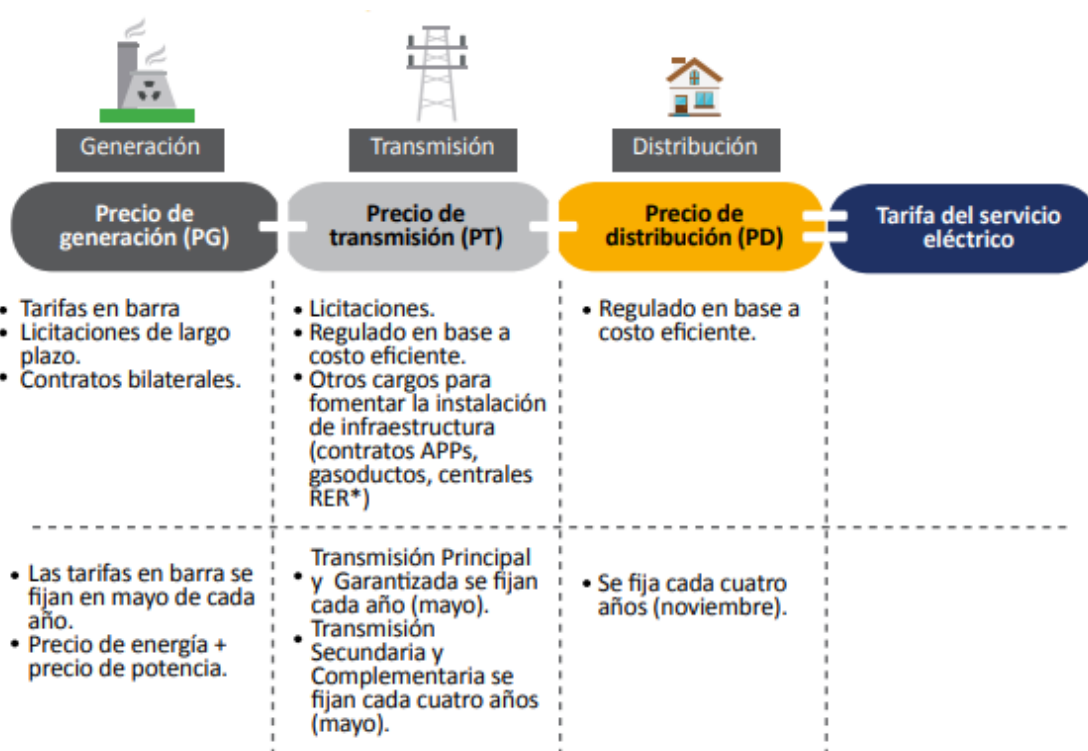 Generación
Transmisión
Distribución
Precio de
generación (PG)
Precio de
transmisión (PT)
Precio de
distribución (PD)
Tarifa del servicio
eléctrico
• Tarifas en barra
• Licitaciones de largo
plazo.
• Contratos bilaterales.
• Licitaciones.
• Regulado en base a
costo eficiente.
• Otros cargos para
fomentar la instalación
de infraestructura
(contratos APPs,
gasoductos, centrales
RER*)
• Regulado en base a
costo eficiente.
• Las tarifas en barra se
fijan en mayo de cada
año.
• Precio de energía +
precio de potencia.
Transmisión Principal
• y Garantizada se fijan
cada año (mayo).
• Transmisión
Secundaria y
Complementaria se
fijan cada cuatro años
(mayo).
• Se fija cada cuatro
años (noviembre).